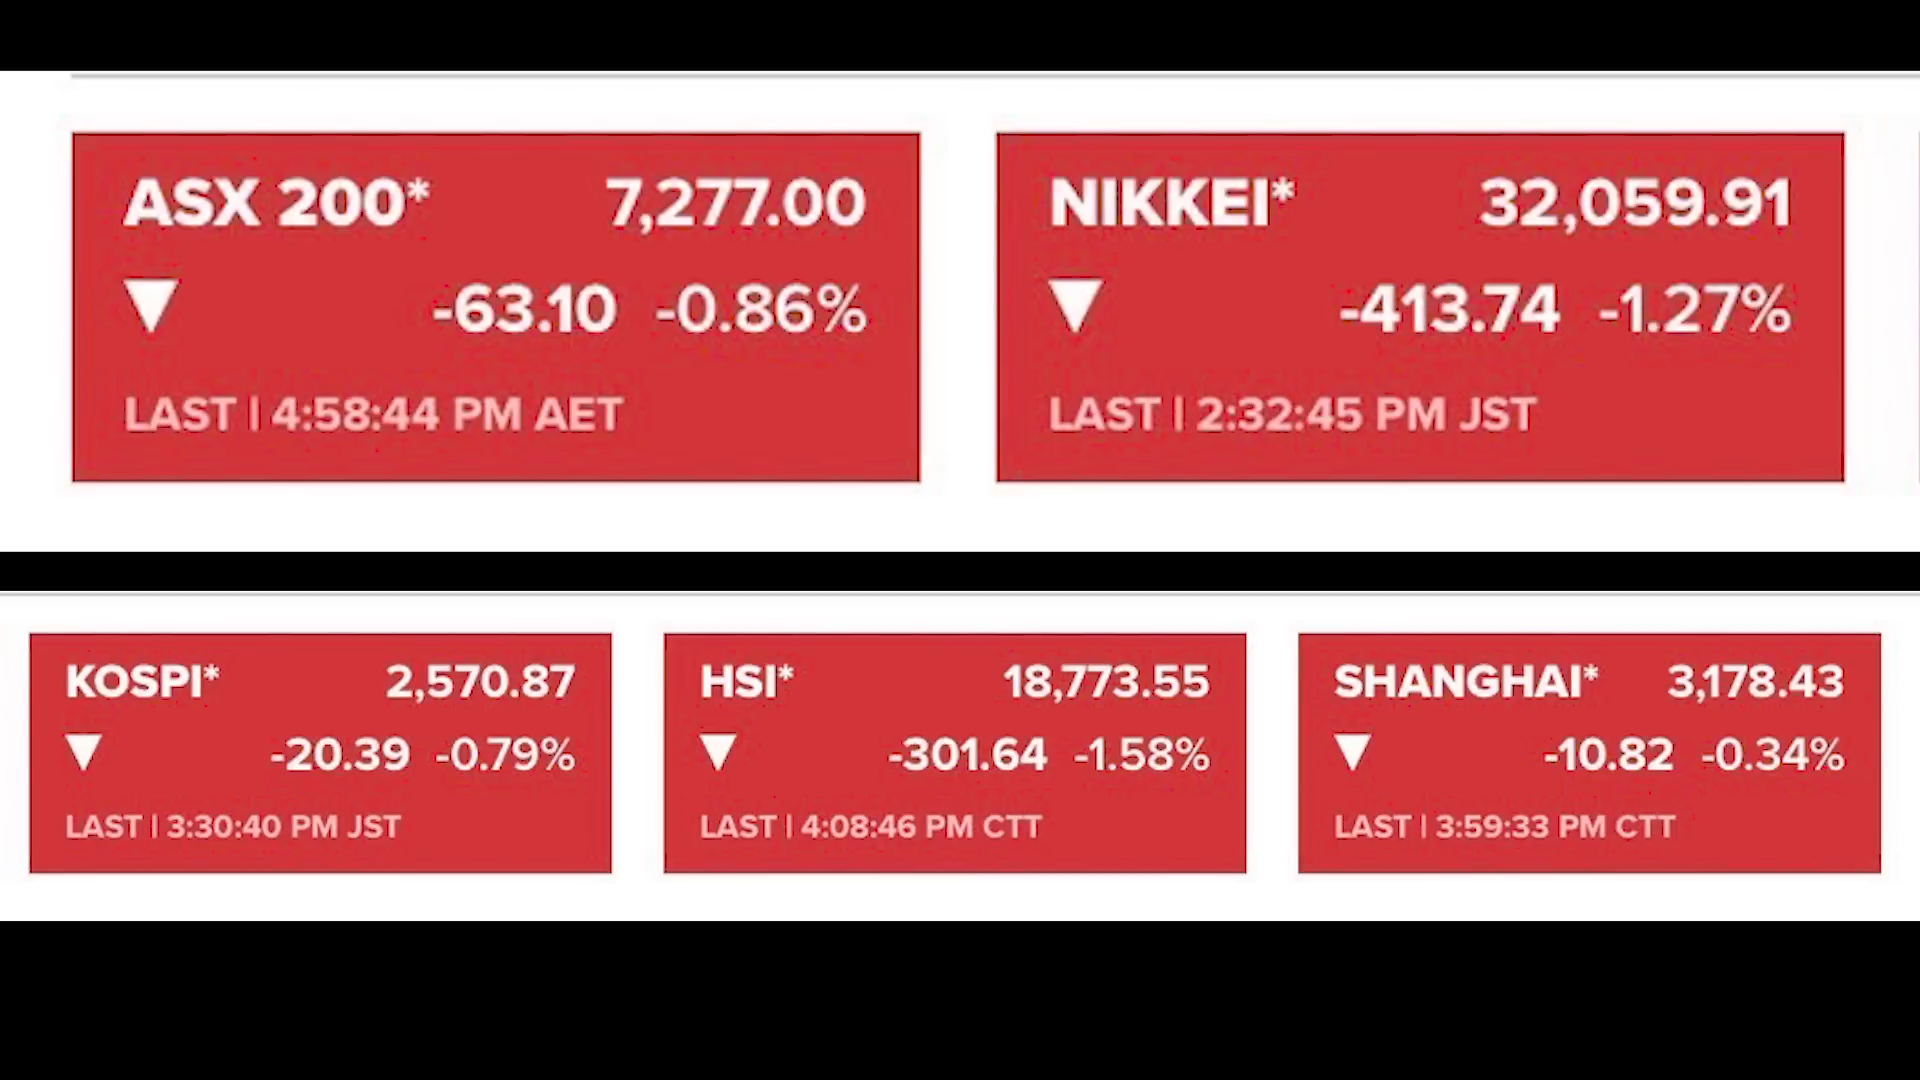 ASX 200* 7,277.00
▼ -63.10 -0.86%
LAST | 4:58:44 PM AET
NIKKEI* 32,059.91
▼ -413.74 -1.27%
LAST | 2:32:45 PM JST
KOSPI* 2,570.87
▼ -20.39 -0.79%
LAST | 3:30:40 PM JST
HSI* 18,773.55
▼ -301.64 -1.58%
LAST | 4:08:46 PM CTT
SHANGHAI* 3,178.43
▼ -10.82 -0.34%
LAST | 3:59:33 PM CTT